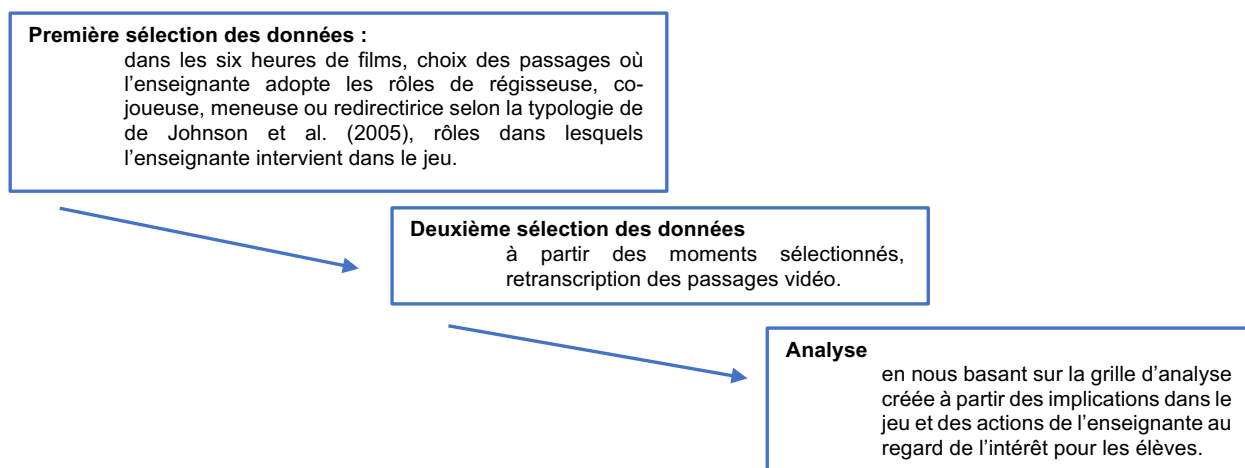 Première sélection des données :
dans les six heures de films, choix des passages où
l'enseignante adopte les rôles de régisseuse, co-
joueuse, meneuse ou redirectirice selon la typologie de
de Johnson et al. (2005), rôles dans lesquels
l'enseignante intervient dans le jeu.
Deuxième sélection des données
à partir des moments sélectionnés,
retranscription des passages vidéo.
Analyse
en nous basant sur la grille d'analyse
créée à partir des implications dans le
jeu et des actions de l'enseignante au
regard de l'intérêt pour les élèves.